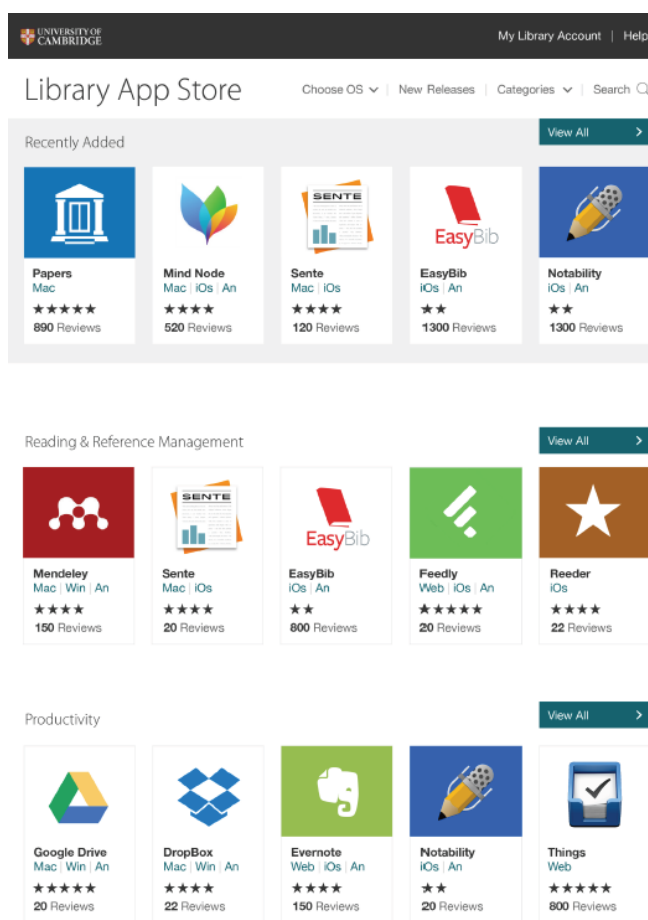 UNIVERSITY OF
CAMBRIDGE
My Library Account | Help
Library App Store
Choose OS | New Releases | Categories | Search
Recently Added
View All
SENTE
EasyBib
Papers
Mac
★★★★★
890 Reviews
Mind Node
Mac | iOs | An
★★★★
520 Reviews
Sente
Mac | iOs
★★★★
120 Reviews
EasyBib
iOs | An
★★
1300 Reviews
Notability
iOs | An
★★
1300 Reviews
Reading & Reference Management
View All
SENTE
EasyBib
Mendeley
Mac | Win | An
★★★★
150 Reviews
Sente
Mac | iOs
★★★★
20 Reviews
EasyBib
iOs | An
★★
800 Reviews
Feedly
Web | iOs | An
★★★★★
20 Reviews
Reeder
iOs
★★★★
22 Reviews
Productivity
View All
Google Drive
Mac | Win | An
★★★★★
20 Reviews
DropBox
Mac | Win | An
★★★★
22 Reviews
Evernote
Web | iOs | An
★★★★
150 Reviews
Notability
iOs | An
★★
20 Reviews
Things
Web
★★★★★
800 Reviews